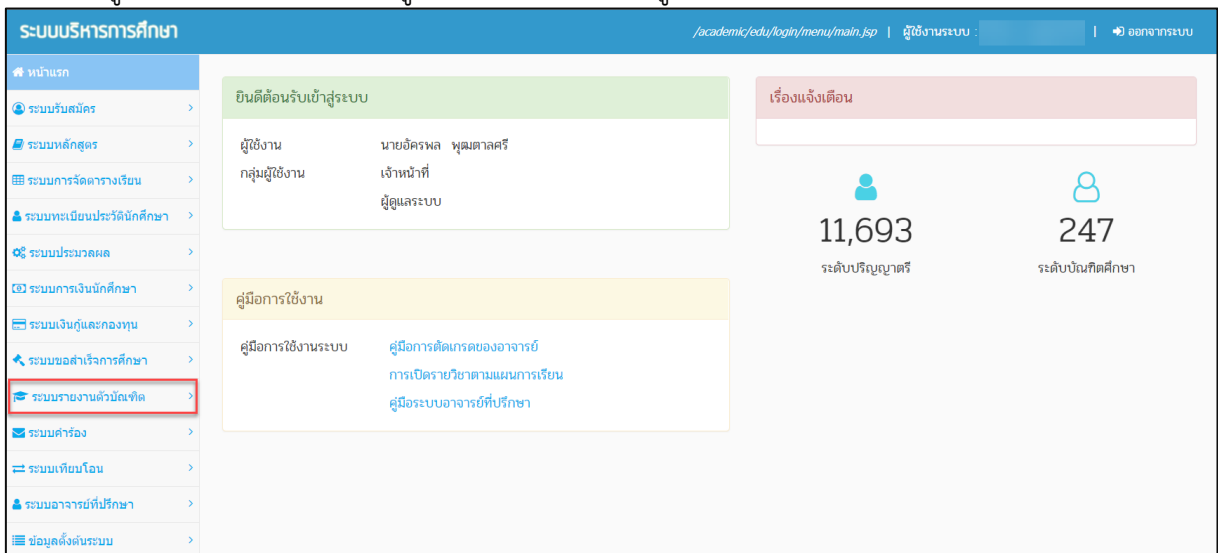 ระบบบริหารการศึกษา
/academic/edu/login/menu/main.jsp | ผู้ใช้งานระบบ : | ออกจากระบบ
หน้าแรก
ระบบรับสมัคร
ระบบหลักสูตร
ระบบการจัดตารางเรียน
ระบบทะเบียนประวัตินักศึกษา
ระบบประมวลผล
ระบบการเงินนักศึกษา
ระบบเงินกู้และกองทุน
ระบบขอสำเร็จการศึกษา
ระบบรายงานตัวบัณฑิต
ระบบคำร้อง
ระบบเทียบโอน
ระบบอาจารย์ที่ปรึกษา
ข้อมูลตั้งต้นระบบ
ยินดีต้อนรับเข้าสู่ระบบ
ผู้ใช้งาน นายอัครพล พุฒตาลศรี
กลุ่มผู้ใช้งาน เจ้าหน้าที่
ผู้ดูแลระบบ
คู่มือการใช้งาน
คู่มือการใช้งานระบบ คู่มือการตัดเกรดของอาจารย์
การเปิดรายวิชาตามแผนการเรียน
คู่มือระบบอาจารย์ที่ปรึกษา
เรื่องแจ้งเตือน
11,693 247
ระดับปริญญาตรี ระดับบัณฑิตศึกษา